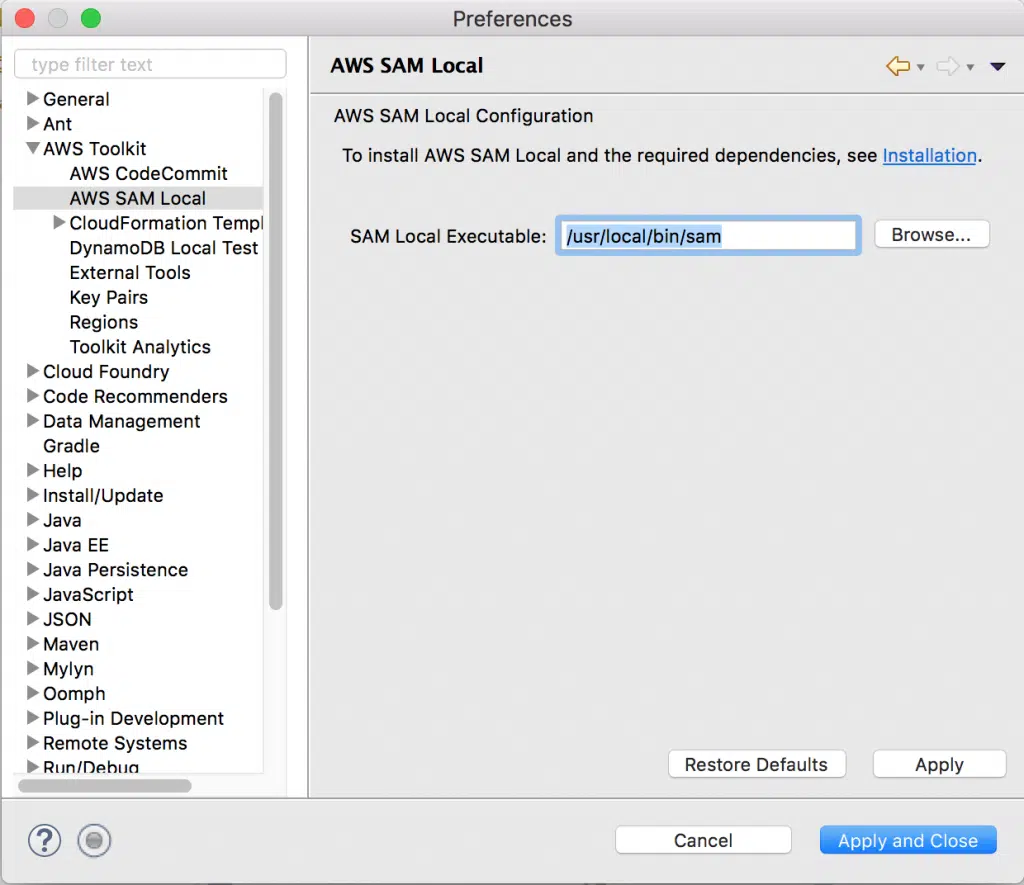 Preferences
type filter text
General
Ant
AWS Toolkit
AWS CodeCommit
AWS SAM Local
CloudFormation Templ
DynamoDB Local Test
External Tools
Key Pairs
Regions
Toolkit Analytics
Cloud Foundry
Code Recommenders
Data Management
Gradle
Help
Install/Update
Java
Java EE
Java Persistence
JavaScript
JSON
Maven
Mylyn
Oomph
Plug-in Development
Remote Systems
Run/Debug
AWS SAM Local
AWS SAM Local Configuration
To install AWS SAM Local and the required dependencies, see Installation.
SAM Local Executable: /usr/local/bin/sam Browse...
Restore Defaults Apply
? Cancel Apply and Close